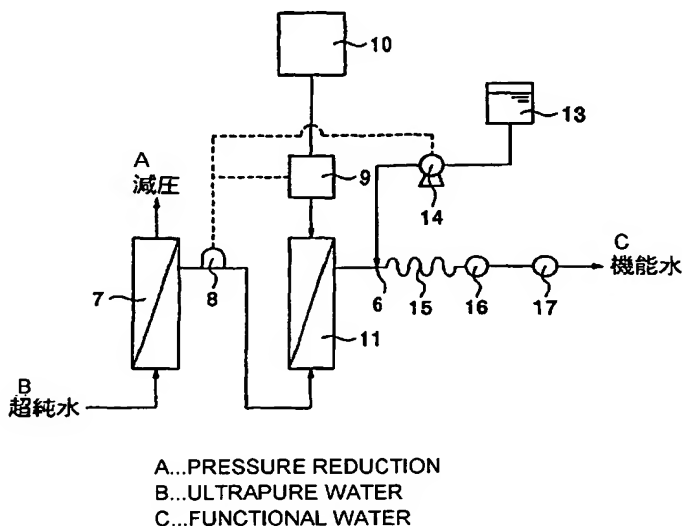 10
13
A
減圧
9
14
C
機能水
7
8
6
15
16
17
11
B
超純水
A...PRESSURE REDUCTION
B...ULTRAPURE WATER
C...FUNCTIONAL WATER